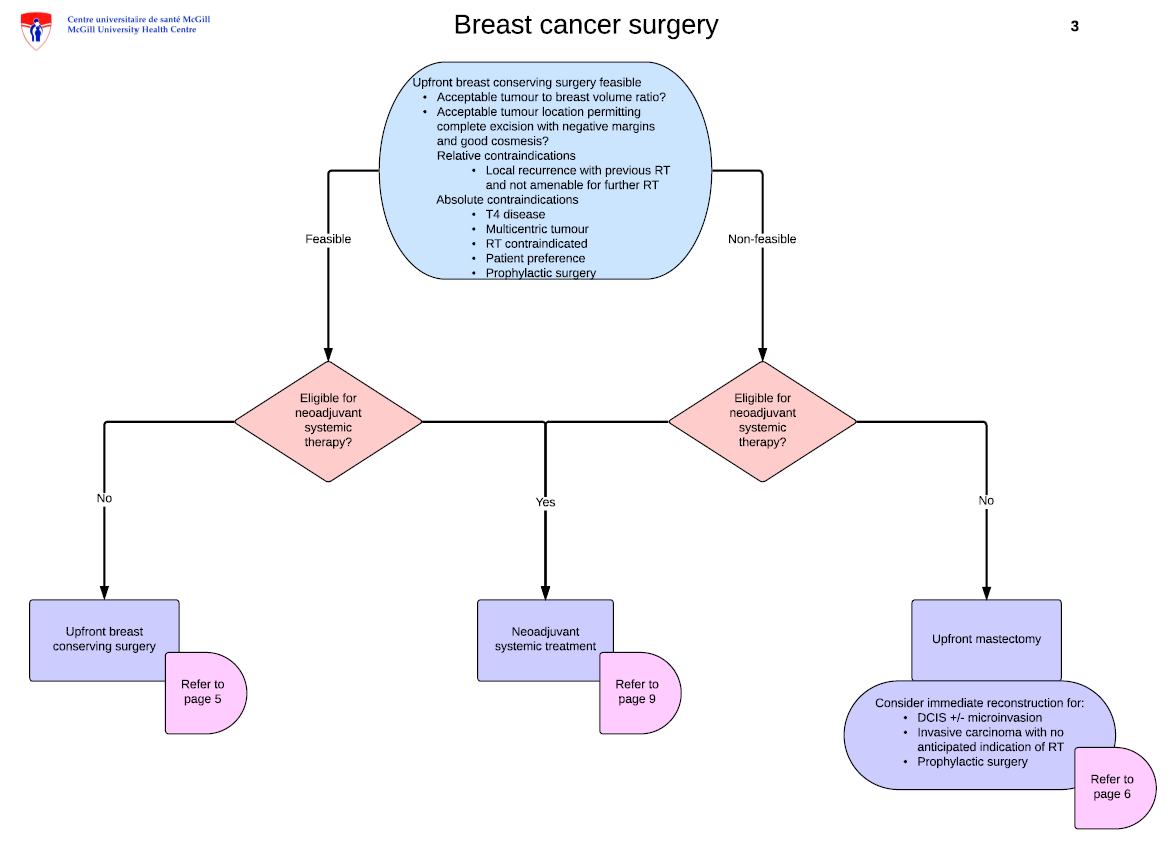 Centre universitaire de santé McGill
McGill University Health Centre
Breast cancer surgery
3
Upfront breast conserving surgery feasible
• Acceptable tumour to breast volume ratio?
• Acceptable tumour location permitting
complete excision with negative margins
and good cosmesis?
Relative contraindications
• Local recurrence with previous RT
and not amenable for further RT
Absolute contraindications
• T4 disease
• Multicentric tumour
• RT contraindicated
• Patient preference
• Prophylactic surgery
Feasible
Non-feasible
Eligible for
neoadjuvant
systemic
therapy?
Eligible for
neoadjuvant
systemic
therapy?
No
Yes
No
Upfront breast
conserving surgery
Refer to
page 5
Neoadjuvant
systemic treatment
Refer to
page 9
Upfront mastectomy
Consider immediate reconstruction for:
• DCIS +/- microinvasion
• Invasive carcinoma with no
anticipated indication of RT
• Prophylactic surgery
Refer to
page 6